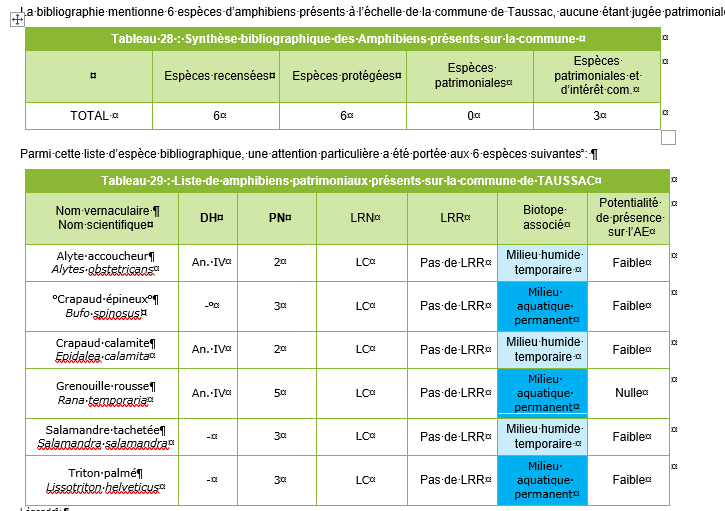 La bibliographie mentionne 6 espèces d'amphibiens présents à l'échelle de la commune de Taussac, aucune étant jugée patrimoniale
Tableau 28 : Synthèse bibliographique des Amphibiens présents sur la commune
Espèces recensées Espèces protégées Espèces patrimoniales Espèces patrimoniales et d'intérêt com.
TOTAL 6 6 0 3
Parmi cette liste d'espèce bibliographique, une attention particulière a été portée aux 6 espèces suivantes : ¶
Tableau 29 : Liste de amphibiens patrimoniaux présents sur la commune de TAUSSAC
Nom vernaculaire ¶
Nom scientifique DH PN LRN LRR Biotope associé Potentialité de présence sur l'AE
Alyte accoucheur¶
Alytes obstetricans An. IV 2 LC Pas de LRR Milieu humide temporaire Faible
°Crapaud épineux°¶
Bufo spinosus -° 3 LC Pas de LRR Milieu aquatique permanent Faible
Crapaud calamite¶
Epidalea calamita An. IV 2 LC Pas de LRR Milieu humide temporaire Faible
Grenouille rousse¶
Rana temporaria An. IV 5 LC Pas de LRR Milieu aquatique permanent Nulle
Salamandre tachetée¶
Salamandra salamandra - 3 LC Pas de LRR Milieu humide temporaire Faible
Triton palmé¶
Lissotriton helveticus - 3 LC Pas de LRR Milieu aquatique permanent Faible